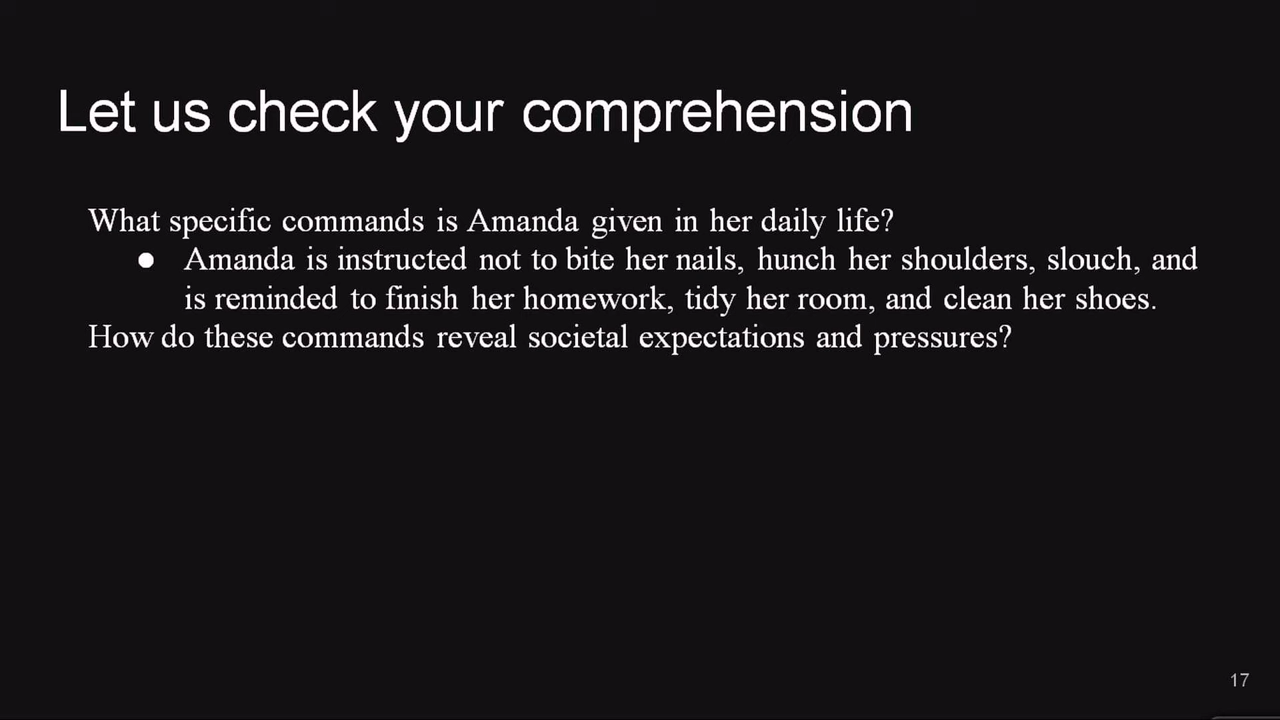 Let us check your comprehension
What specific commands is Amanda given in her daily life?
● Amanda is instructed not to bite her nails, hunch her shoulders, slouch, and
is reminded to finish her homework, tidy her room, and clean her shoes.
How do these commands reveal societal expectations and pressures?
17